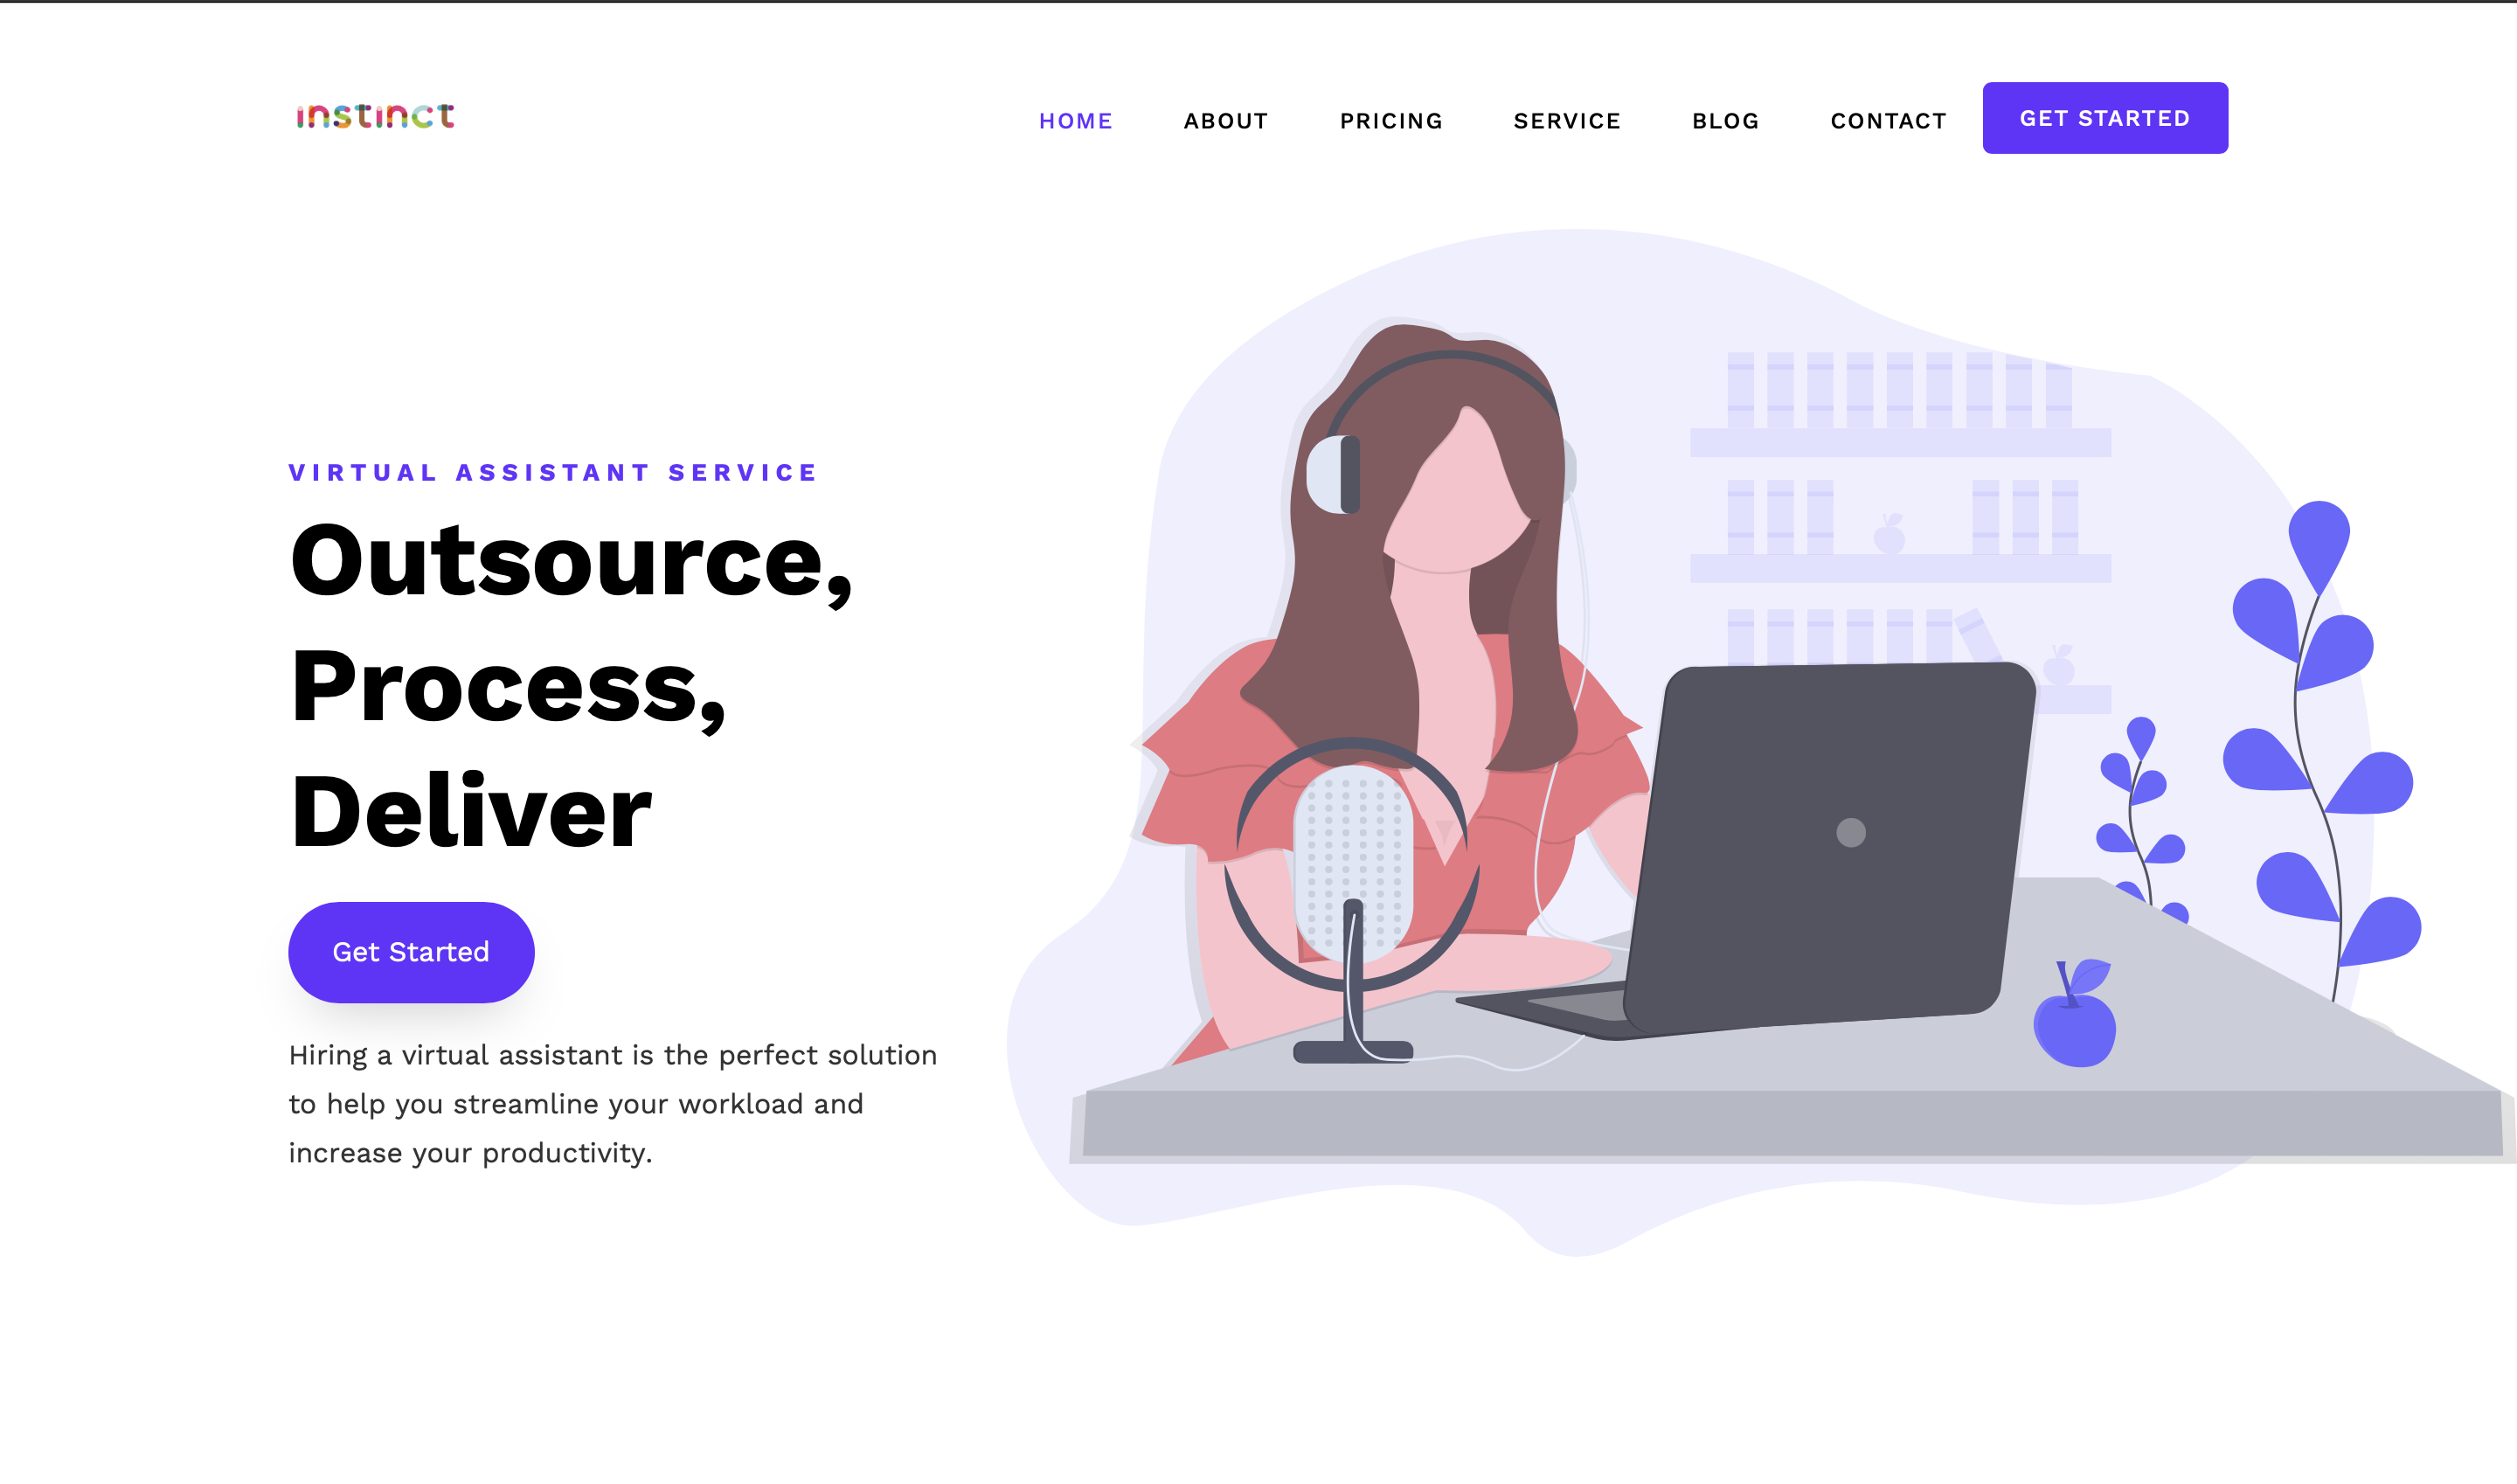 instinct
HOME ABOUT PRICING SERVICE BLOG CONTACT GET STARTED
VIRTUAL ASSISTANT SERVICE
Outsource,
Process,
Deliver
Get Started
Hiring a virtual assistant is the perfect solution
to help you streamline your workload and
increase your productivity.